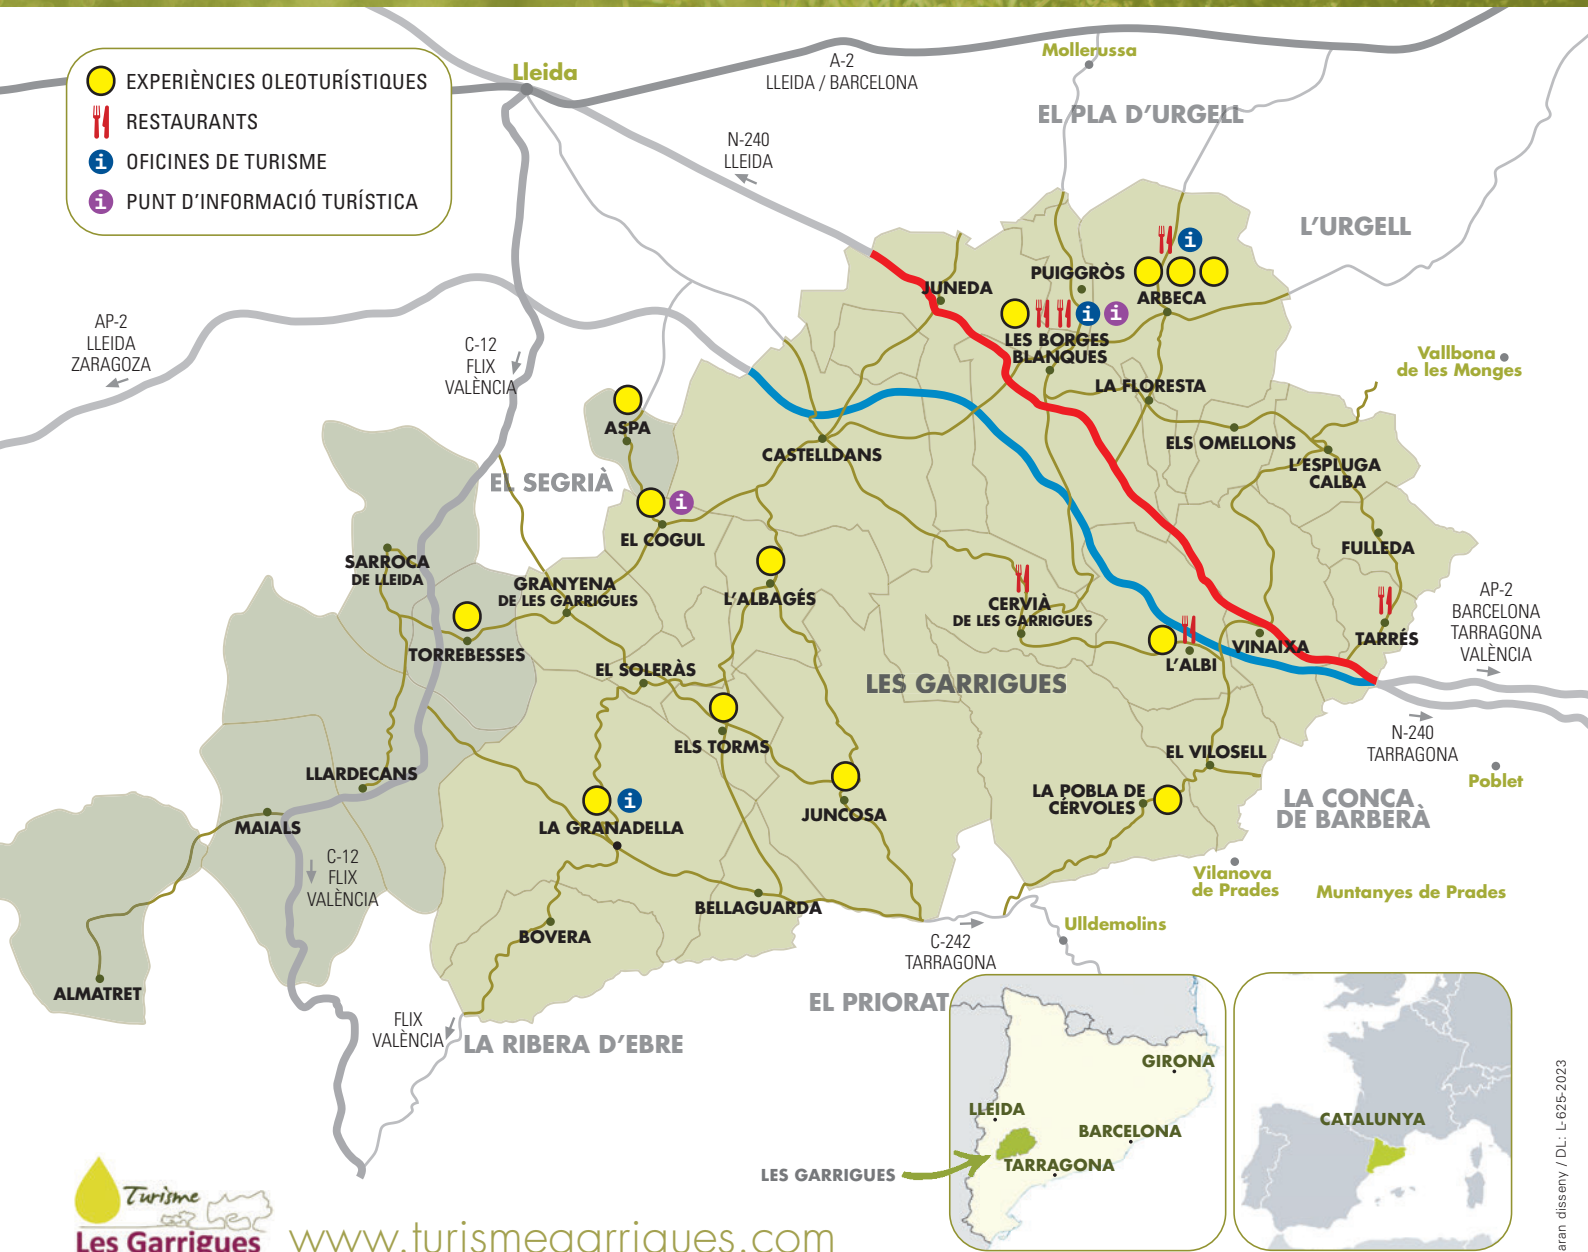 EXPERIÈNCIES OLEOTURÍSTIQUES
RESTAURANTS
OFICINES DE TURISME
PUNT D'INFORMACIÓ TURÍSTICA
Lleida
A-2
LLEIDA / BARCELONA
Mollerussa
EL PLA D'URGELL
N-240
LLEIDA
L'URGELL
AP-2
LLEIDA
ZARAGOZA
C-12
FLIX
VALÈNCIA
JUNEDA
PUIGGRÒS
ARBECA
LES BORGES
BLANQUES
LA FLORESTA
Vallbona
de les Monges
ASPA
CASTELLDANS
ELS OMELLONS
L'ESPLUGA
CALBA
EL SEGRIÀ
EL COGUL
FULLEDA
SARROCA
DE LLEIDA
GRANYENA
DE LES GARRIGUES
L'ALBAGÉS
CERVIÀ
DE LES GARRIGUES
TARRÉS
AP-2
BARCELONA
TARRAGONA
VALÈNCIA
TORREBESSES
EL SOLERÀS
L'ALBI
VINAIXA
LES GARRIGUES
ELS TORMS
EL VILOSELL
N-240
TARRAGONA
Poblet
LLARDECANS
LA POBLA DE
CÉRVOLES
LA CONCA
DE BARBERÀ
MAIALS
LA GRANADELLA
JUNCOSA
C-12
FLIX
VALÈNCIA
Vilanova
de Prades
Muntanyes de Prades
BELLAGUARDA
BOVERA
Ulldemolins
C-242
TARRAGONA
ALMATRET
EL PRIORAT
FLIX
VALÈNCIA
LA RIBERA D'EBRE
GIRONA
LLEIDA
BARCELONA
TARRAGONA
LES GARRIGUES
CATALUNYA
Turisme
Les Garrigues
www.turismegarrigues.com
aran disseny / DL: L-625-2023
i
i
i
i
i
i
i